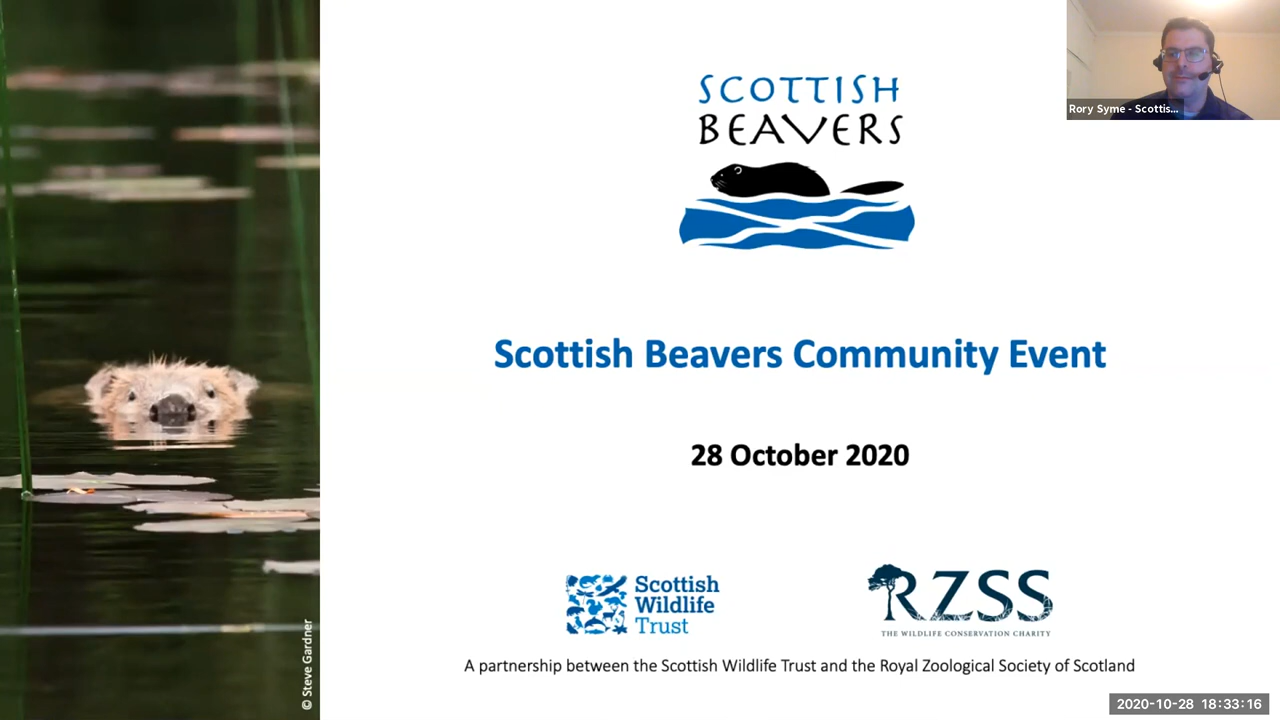 SCOTTISH
BEAVERS
Rory Syme - Scottis...
Scottish Beavers Community Event
28 October 2020
Scottish
Wildlife
Trust
RZSS
THE WILDLIFE CONSERVATION CHARITY
A partnership between the Scottish Wildlife Trust and the Royal Zoological Society of Scotland
© Steve Gardner
2020-10-28 18:33:16